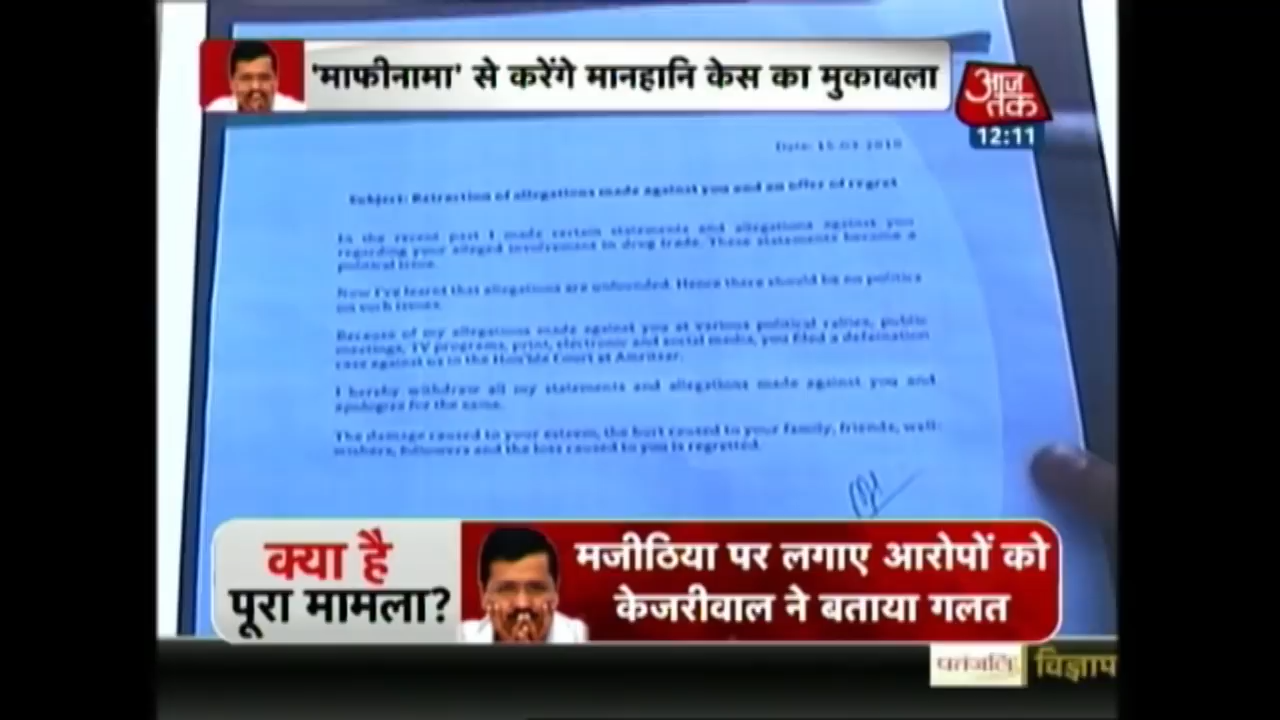 'माफीनामा' से करेंगे मानहानि केस का मुकाबला
आज
तक
12:11
Date: 15.03.2018
Subject: Retraction of allegations made against you and an offer of regret
In the recent past I made certain statements and allegations against you
regarding your alleged involvement in drug trade. These statements became a
political issue.
Now I've learnt that allegations are unfounded. Hence there should be no politics
on such issues.
Because of my allegations made against you at various political rallies, public
meetings, TV programs, print, electronic and social media, you filed a defamation
case against us in the Hon'ble Court at Amritsar.
I hereby withdraw all my statements and allegations made against you and
apologize for the same.
The damage caused to your esteem, the hurt caused to your family, friends, well-
wishers, followers and the loss caused to you is regretted.
क्या है
पूरा मामला?
मजीठिया पर लगाए आरोपों को
केजरीवाल ने बताया गलत
पतंजलि विज्ञाप